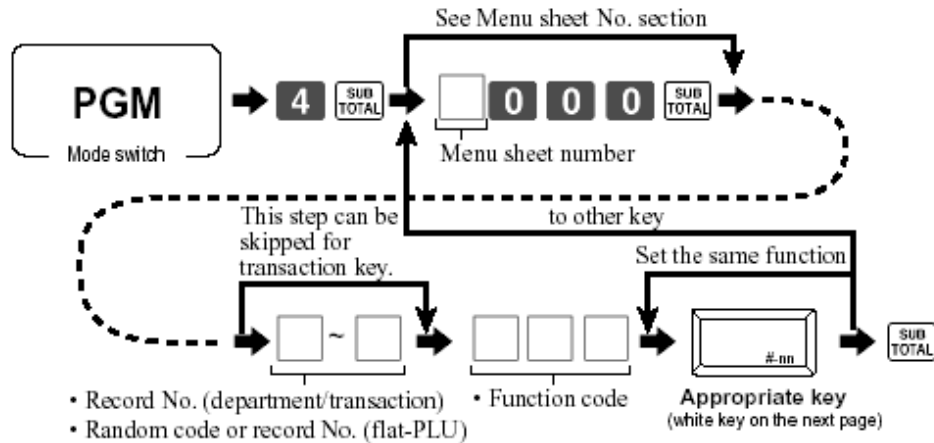 See Menu sheet No. section
PGM
Mode switch
4
SUB
TOTAL
0 0 0
SUB
TOTAL
Menu sheet number
This step can be
skipped for
transaction key.
to other key
Set the same function
~
#-nn
SUB
TOTAL
• Record No. (department/transaction)
• Random code or record No. (flat-PLU)
• Function code
Appropriate key
(white key on the next page)